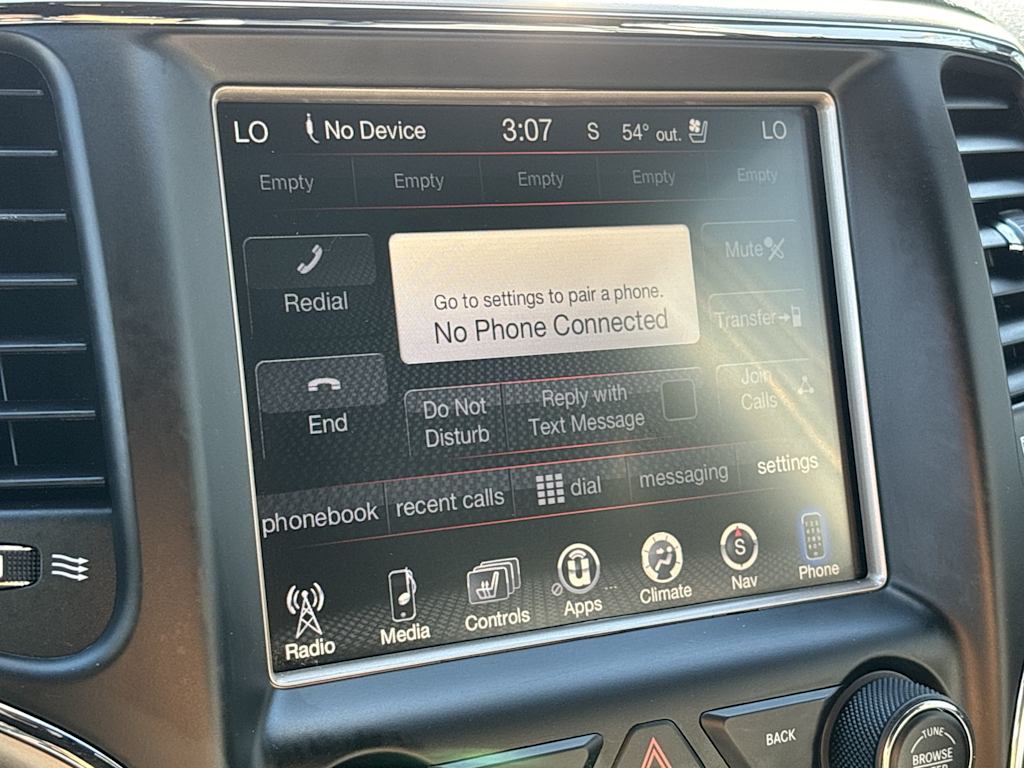 LO No Device 3:07 S 54° out. LO
Empty Empty Empty Empty Empty
Redial
Go to settings to pair a phone.
No Phone Connected
Mute
Transfer
End
Do Not
Disturb
Reply with
Text Message
Join
Calls
phonebook recent calls dial messaging settings
Radio Media Controls Apps ... Climate S Nav Phone
BACK
TUNE
BROWSE